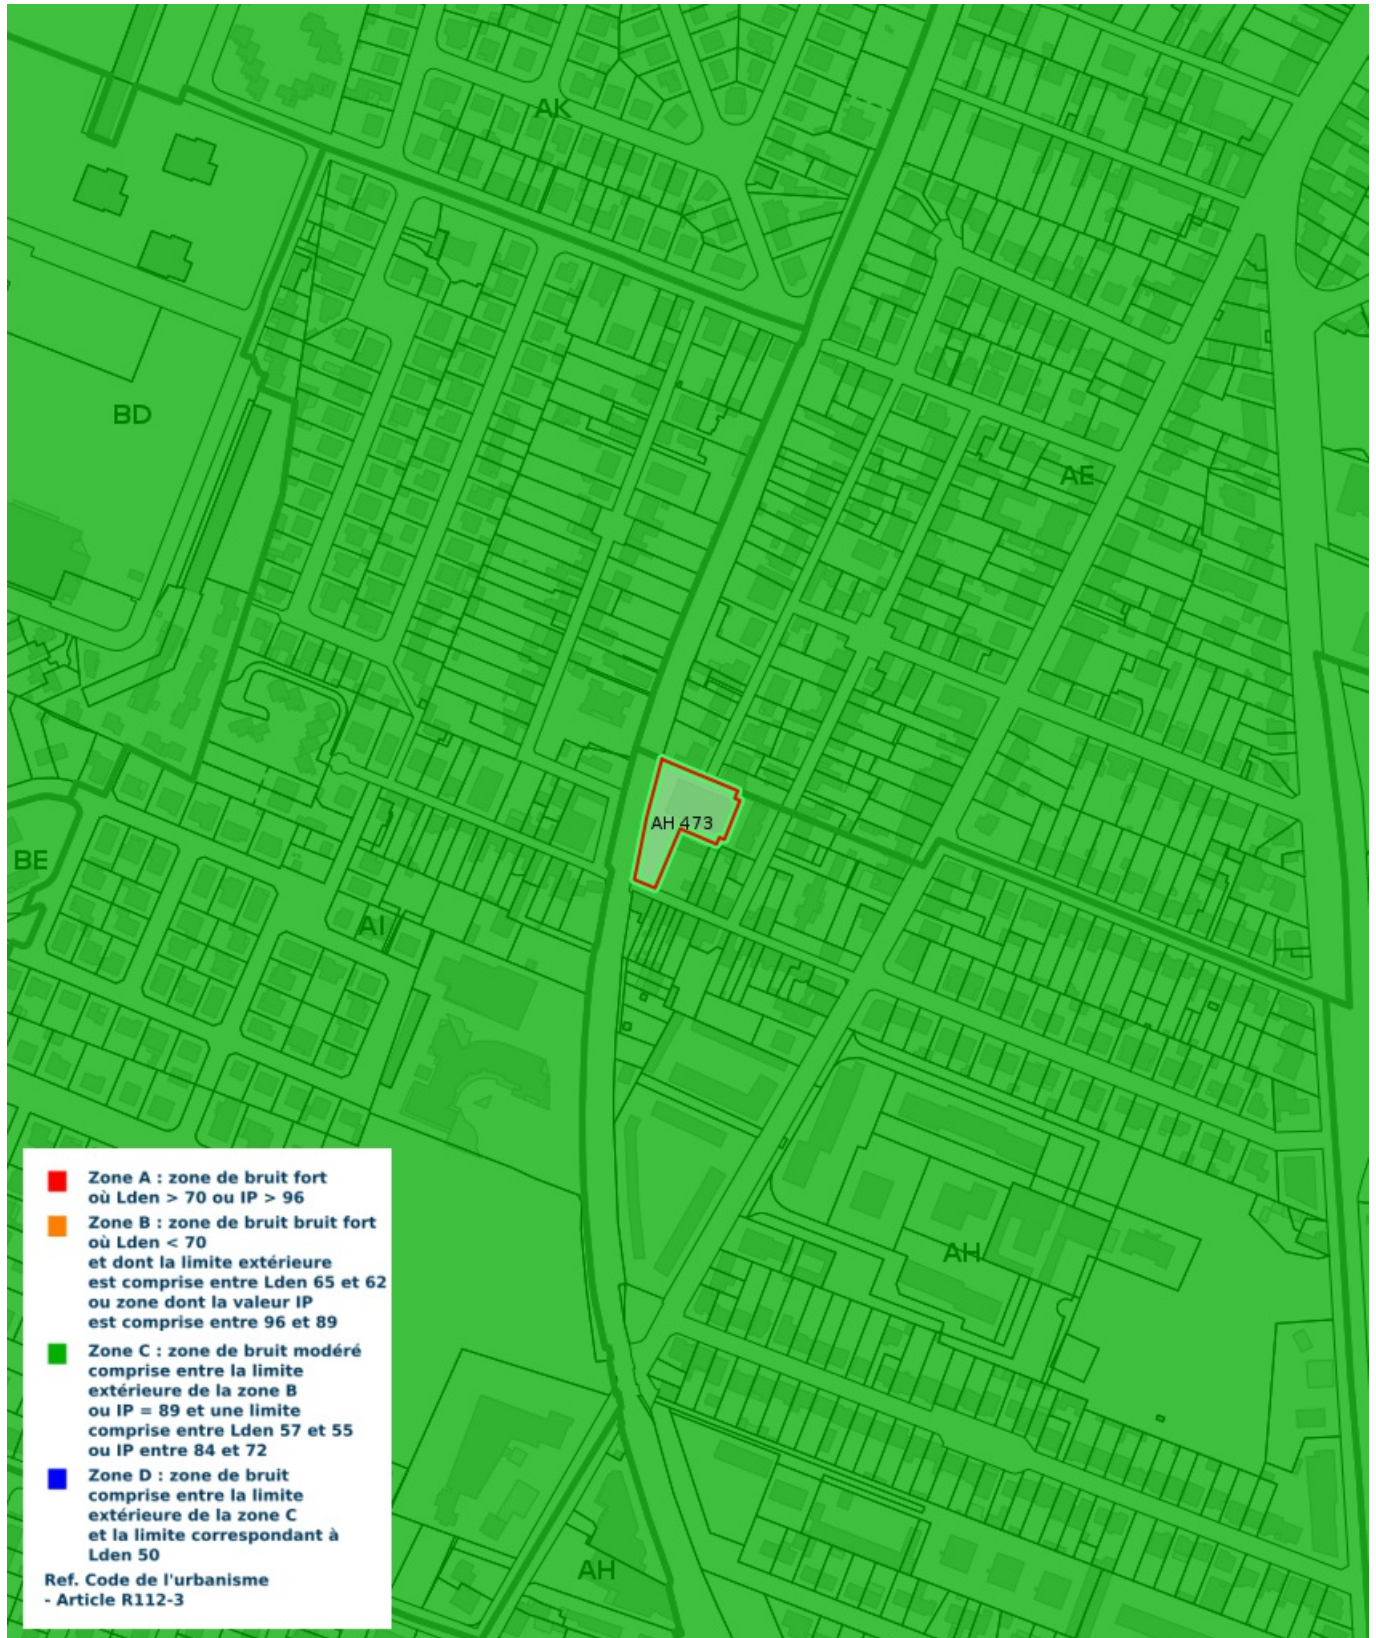 AK
BD
AE
AH 473
BE
AI
AH
AH
Zone A : zone de bruit fort
où Lden > 70 ou IP > 96
Zone B : zone de bruit bruit fort
où Lden < 70
et dont la limite extérieure
est comprise entre Lden 65 et 62
ou zone dont la valeur IP
est comprise entre 96 et 89
Zone C : zone de bruit modéré
comprise entre la limite
extérieure de la zone B
ou IP = 89 et une limite
comprise entre Lden 57 et 55
ou IP entre 84 et 72
Zone D : zone de bruit
comprise entre la limite
extérieure de la zone C
et la limite correspondant à
Lden 50
Ref. Code de l'urbanisme
- Article R112-3